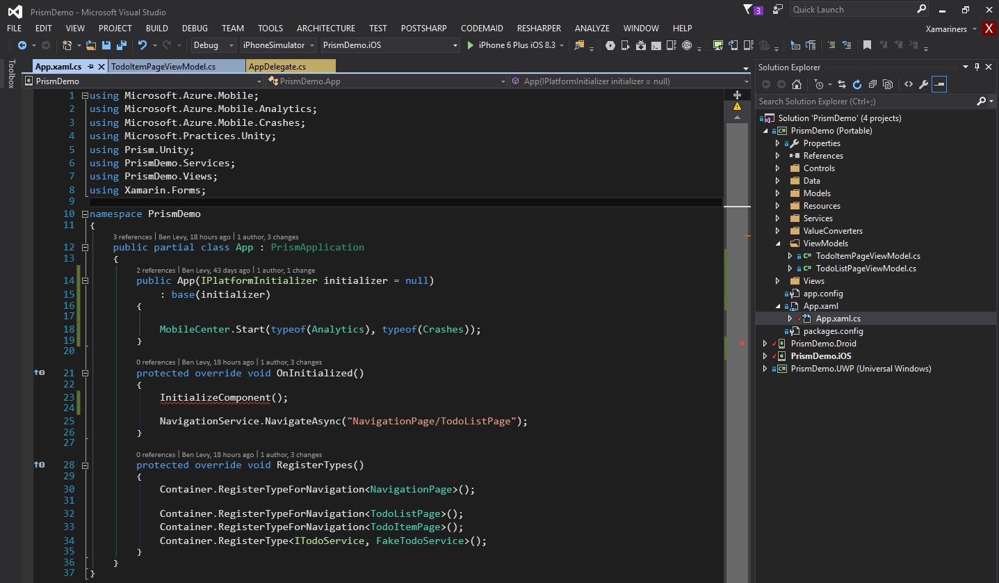 PrismDemo - Microsoft Visual Studio
3
Quick Launch
FILE EDIT VIEW PROJECT BUILD DEBUG TEAM TOOLS ARCHITECTURE TEST POSTSHARP CODEMAID RESHARPER ANALYZE WINDOW HELP
Xamariners X
Debug iPhoneSimulator PrismDemo.iOS iPhone 6 Plus iOS 8.3
Toolbox
App.xaml.cs TodoItemPageViewModel.cs AppDelegate.cs
PrismDemo PrismDemo.App App(IPlatformInitializer initializer = null)
1 using Microsoft.Azure.Mobile;
2 using Microsoft.Azure.Mobile.Analytics;
3 using Microsoft.Azure.Mobile.Crashes;
4 using Microsoft.Practices.Unity;
5 using Prism.Unity;
6 using PrismDemo.Services;
7 using PrismDemo.Views;
8 using Xamarin.Forms;
9
10 namespace PrismDemo
11 {
3 references | Ben Levy, 18 hours ago | 1 author, 3 changes
12 public partial class App : PrismApplication
13 {
2 references | Ben Levy, 43 days ago | 1 author, 1 change
14 public App(IPlatformInitializer initializer = null)
15 : base(initializer)
16 {
17
18 MobileCenter.Start(typeof(Analytics), typeof(Crashes));
19 }
20
0 references | Ben Levy, 18 hours ago | 1 author, 3 changes
21 protected override void OnInitialized()
22 {
23 InitializeComponent();
24
25 NavigationService.NavigateAsync("NavigationPage/TodoListPage");
26 }
27
0 references | Ben Levy, 18 hours ago | 1 author, 3 changes
28 protected override void RegisterTypes()
29 {
30 Container.RegisterTypeForNavigation<NavigationPage>();
31
32 Container.RegisterTypeForNavigation<TodoListPage>();
33 Container.RegisterTypeForNavigation<TodoItemPage>();
34 Container.RegisterType<ITodoService, FakeTodoService>();
35 }
36 }
37 }
Solution Explorer
Search Solution Explorer (Ctrl+;)
Solution 'PrismDemo' (4 projects)
C# PrismDemo (Portable)
Properties
References
Controls
Data
Models
Resources
Services
ValueConverters
ViewModels
C# TodoItemPageViewModel.cs
C# TodoListPageViewModel.cs
Views
app.config
App.xaml
App.xaml.cs
packages.config
PrismDemo.Droid
PrismDemo.iOS
C# PrismDemo.UWP (Universal Windows)